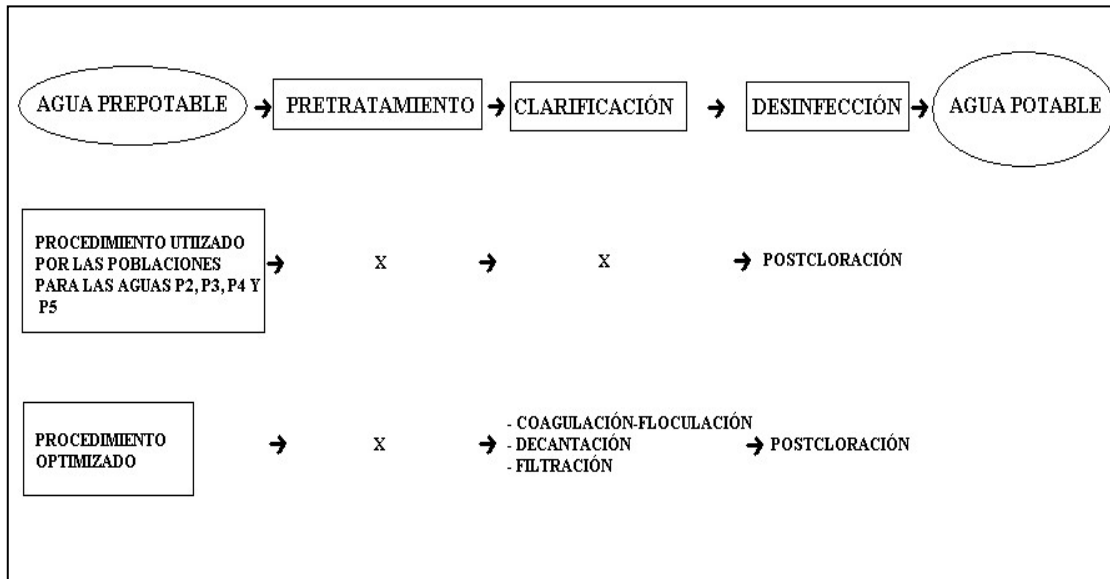 AGUA PREPOTABLE
PRETRATAMIENTO
CLARIFICACIÓN
DESINFECCIÓN
AGUA POTABLE
PROCEDIMIENTO UTIIZADO
POR LAS POBLACIONES
PARA LAS AGUAS P2, P3, P4 Y
P5
X
X
POSTCLORACIÓN
PROCEDIMIENTO
OPTIMIZADO
X
- COAGULACIÓN-FLOCULACIÓN
- DECANTACIÓN
- FILTRACIÓN
POSTCLORACIÓN